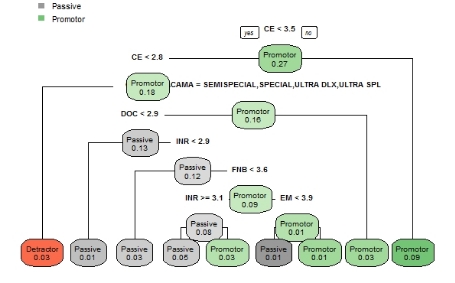 Passive
Promotor
yes CE < 3.5 no
Promotor
0.27
CE < 2.8
Promotor
0.18
CAMA = SEMISPECIAL,SPECIAL,ULTRA DLX,ULTRA SPL
DOC < 2.9
Promotor
0.16
Passive
0.13
INR < 2.9
Passive
0.12
FNB < 3.6
INR >= 3.1
Promotor
0.09
EM < 3.9
Passive
0.08
Promotor
0.01
Detractor
0.03
Passive
0.01
Passive
0.03
Passive
0.05
Promotor
0.03
Passive
0.01
Promotor
0.01
Promotor
0.03
Promotor
0.09